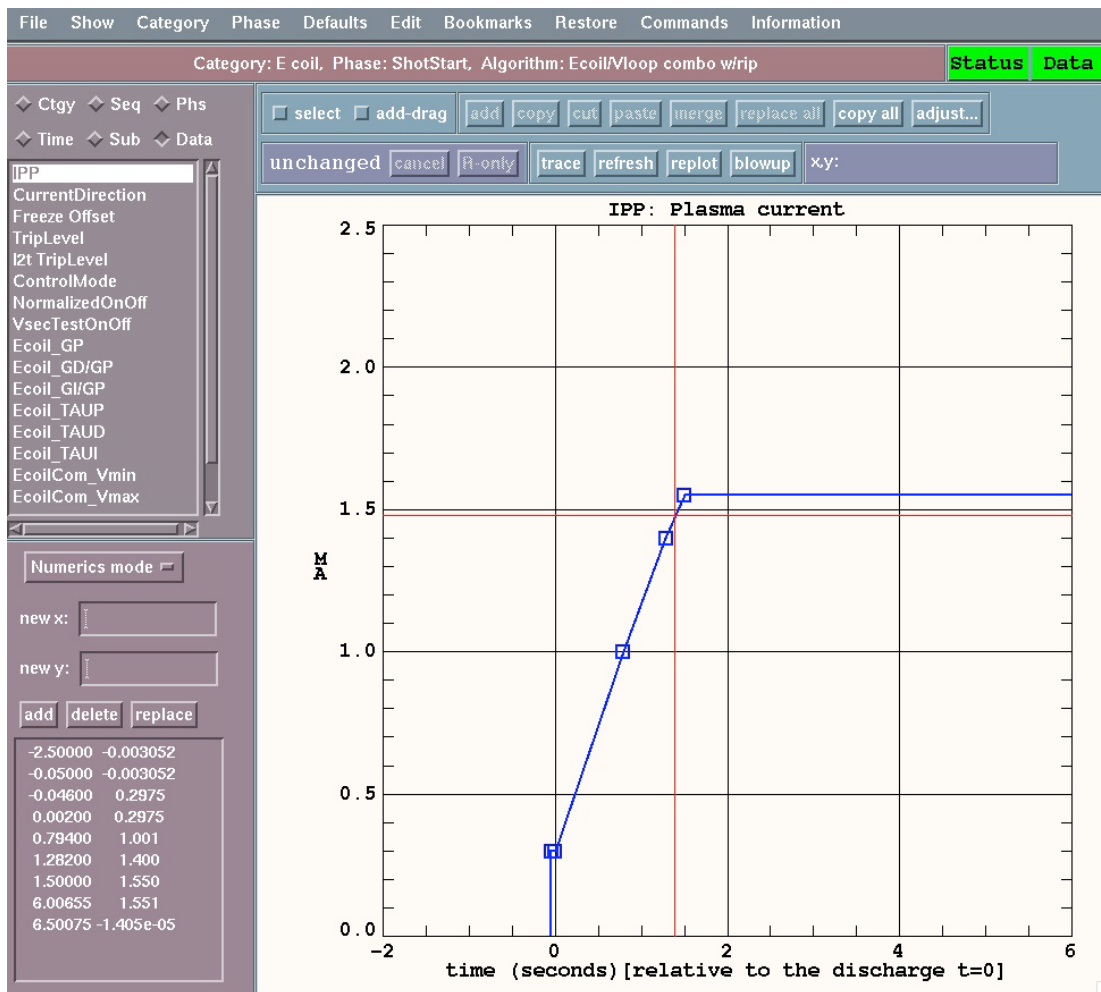 File Show Category Phase Defaults Edit Bookmarks Restore Commands Information
Category: E coil, Phase: ShotStart, Algorithm: Ecoil/Vloop combo w/rip
Status Data
Ctgy Seq Phs
Time Sub Data
select add-drag add copy cut paste merge replace all copy all adjust...
unchanged cancel R-only trace refresh replot blowup x,y:
IPP
CurrentDirection
Freeze Offset
TripLevel
I2t TripLevel
ControlMode
NormalizedOnOff
VsecTestOnOff
Ecoil_GP
Ecoil_GD/GP
Ecoil_GI/GP
Ecoil_TAUP
Ecoil_TAUD
Ecoil_TAUI
EcoilCom_Vmin
EcoilCom_Vmax
Numerics mode
new x:
new y:
add delete replace
-2.50000 -0.003052
-0.05000 -0.003052
-0.04600 0.2975
0.00200 0.2975
0.79400 1.001
1.28200 1.400
1.50000 1.550
6.00655 1.551
6.50075 -1.405e-05
IPP: Plasma current
2.5
2.0
1.5
MA
1.0
0.5
0.0
-2 0 2 4 6
time (seconds)[relative to the discharge t=0]